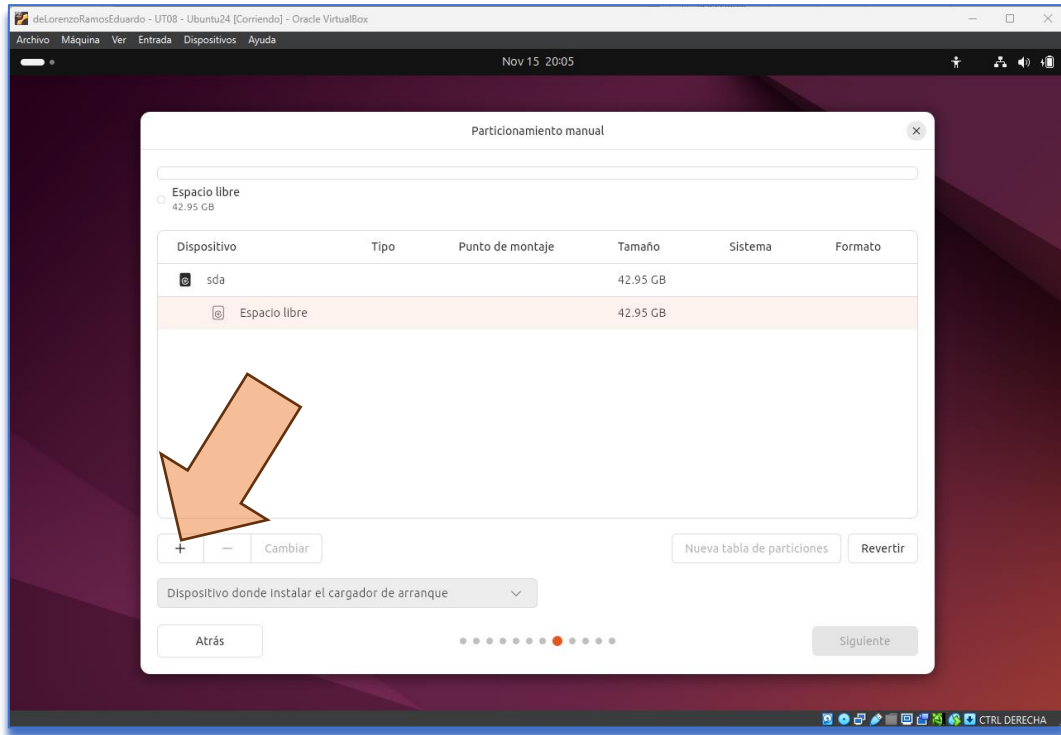 deLorenzoRamosEduardo - UT08 - Ubuntu24 [Corriendo] - Oracle VirtualBox
Archivo Máquina Ver Entrada Dispositivos Ayuda
Nov 15 20:05
Particionamiento manual
Espacio libre
42.95 GB
Dispositivo Tipo Punto de montaje Tamaño Sistema Formato
sda 42.95 GB
Espacio libre 42.95 GB
+ − Cambiar Nueva tabla de particiones Revertir
Dispositivo donde instalar el cargador de arranque
Atrás Siguiente
CTRL DERECHA